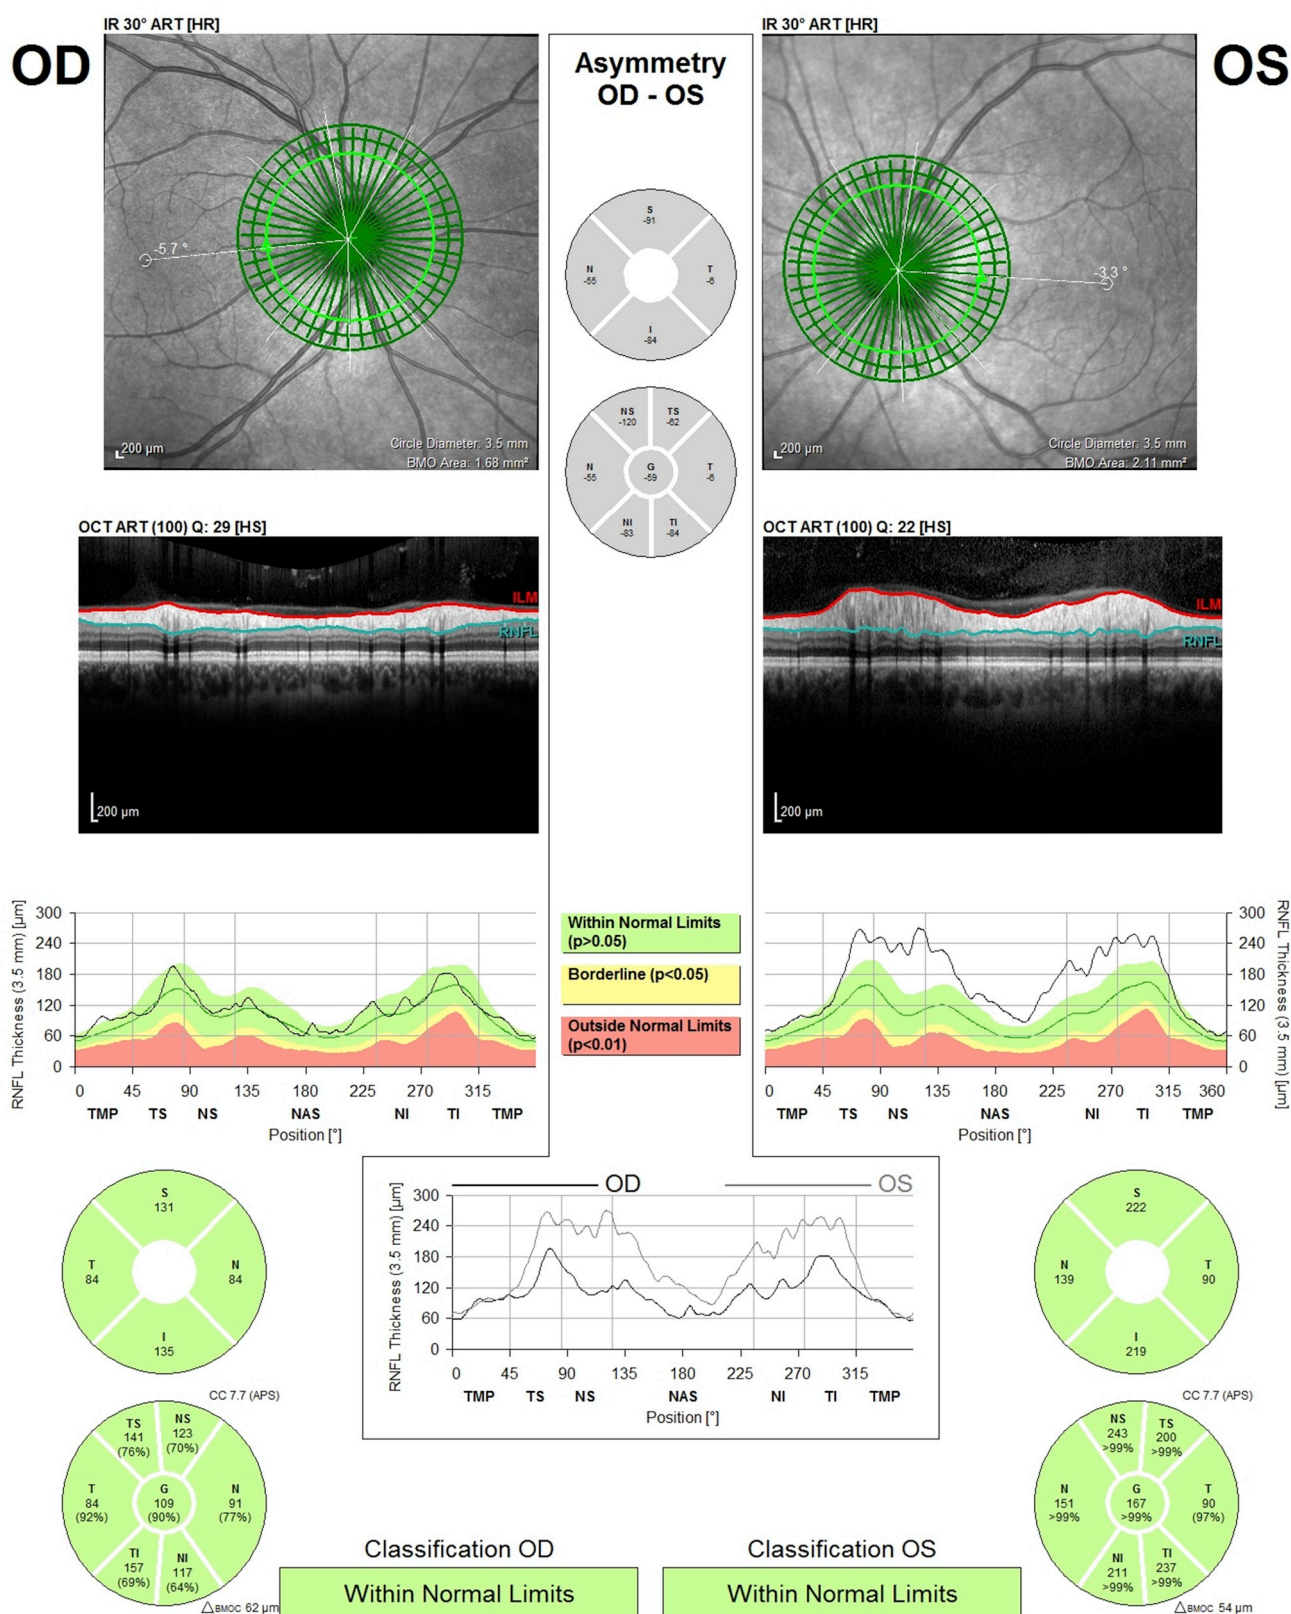 IR 30° ART [HR]
OD
-5.7 °
200 µm
Circle Diameter: 3.5 mm
BMO Area: 1.68 mm²
Asymmetry
OD - OS
S
-91
N
-55
T
-6
I
-84
NS
-120
TS
-62
N
-55
G
-59
T
-6
NI
-83
TI
-84
IR 30° ART [HR]
OS
-3.3 °
200 µm
Circle Diameter: 3.5 mm
BMO Area: 2.11 mm²
OCT ART (100) Q: 29 [HS]
ILM
RNFL
200 µm
OCT ART (100) Q: 22 [HS]
ILM
RNFL
200 µm
RNFL Thickness (3.5 mm) [µm]
300
240
180
120
60
0
0 45 90 135 180 225 270 315
TMP TS NS NAS NI TI TMP
Position [°]
Within Normal Limits
(p>0.05)
Borderline (p<0.05)
Outside Normal Limits
(p<0.01)
300
240
180
120
60
0
RNFL Thickness (3.5 mm) [µm]
0 45 90 135 180 225 270 315 360
TMP TS NS NAS NI TI TMP
Position [°]
S
131
T
84
N
84
I
135
OD OS
RNFL Thickness (3.5 mm) [µm]
300
240
180
120
60
0
0 45 90 135 180 225 270 315
TMP TS NS NAS NI TI TMP
Position [°]
S
222
N
139
T
90
I
219
CC 7.7 (APS)
TS
141
(76%)
NS
123
(70%)
T
84
(92%)
G
109
(90%)
N
91
(77%)
TI
157
(69%)
NI
117
(64%)
△BMOC 62 µm
Classification OD
Within Normal Limits
Classification OS
Within Normal Limits
CC 7.7 (APS)
NS
243
>99%
TS
200
>99%
N
151
>99%
G
167
>99%
T
90
(97%)
NI
211
>99%
TI
237
>99%
△BMOC 54 µm